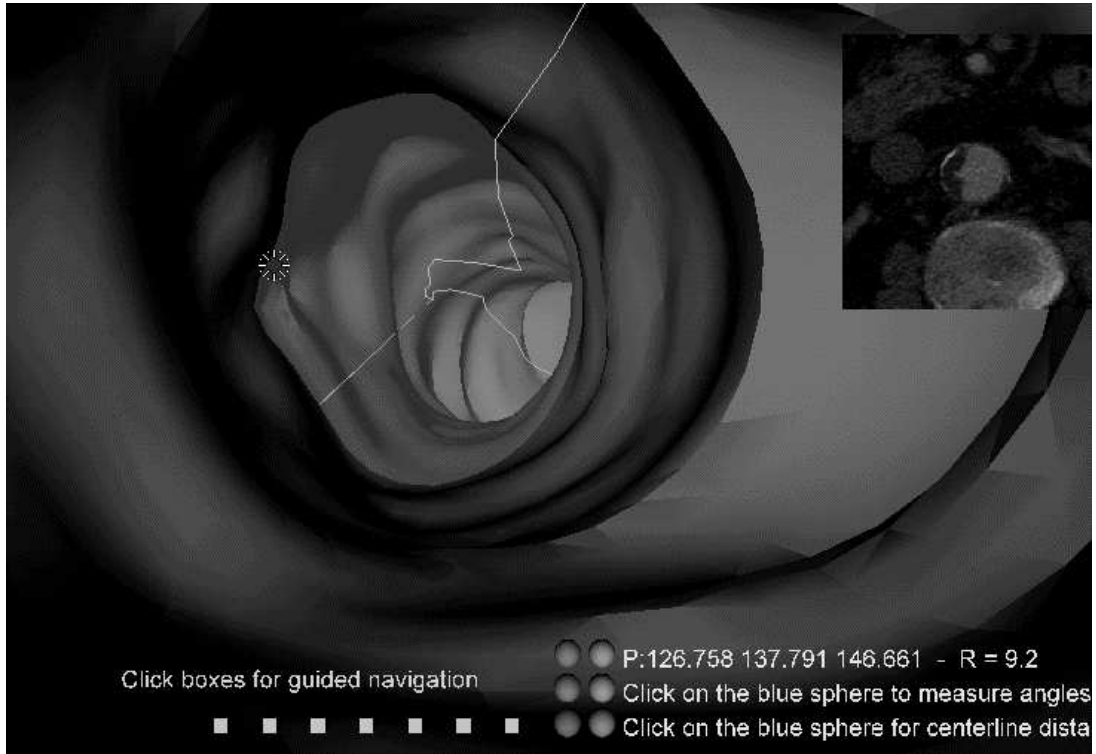 P:126.758 137.791 146.661 - R = 9.2
Click boxes for guided navigation
Click on the blue sphere to measure angles
Click on the blue sphere for centerline dista